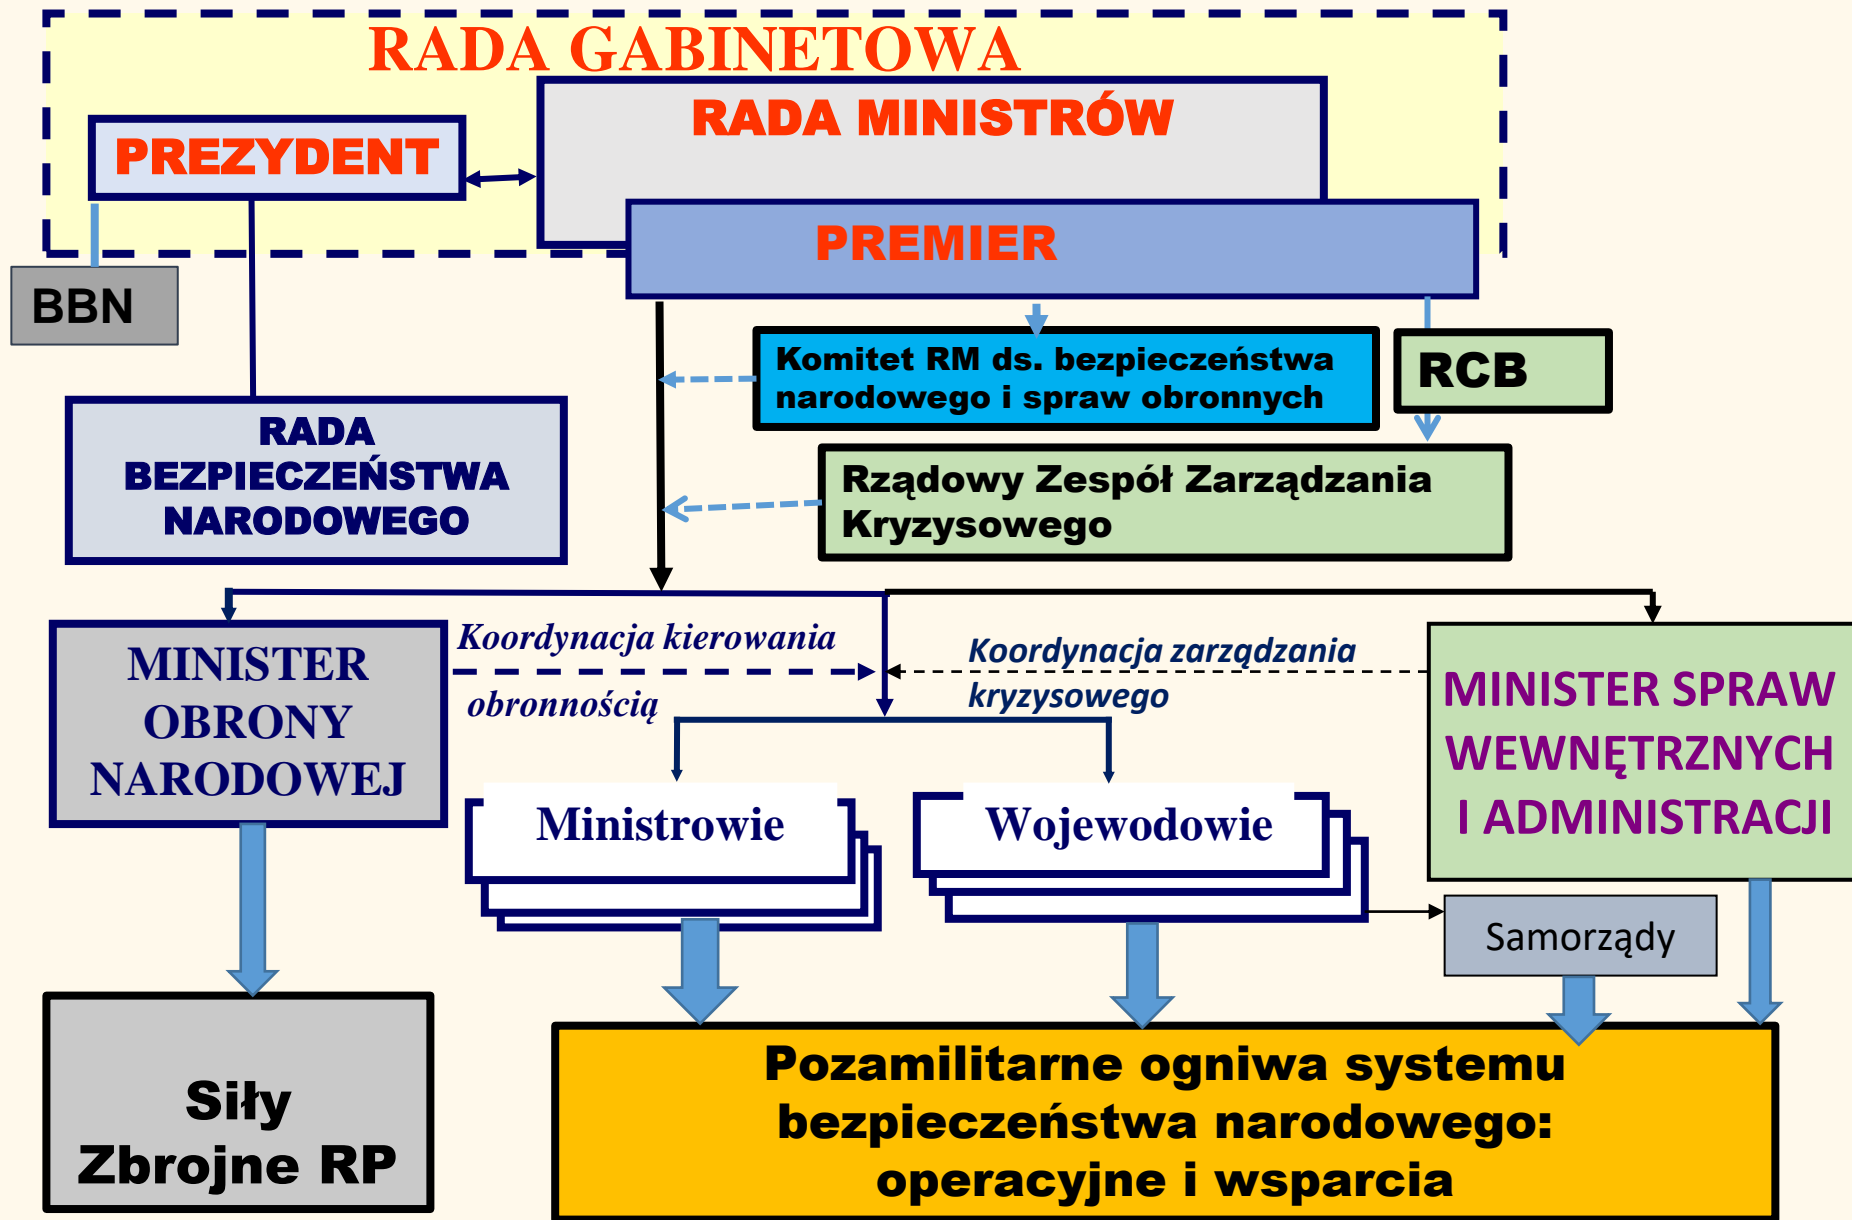 RADA GABINETOWA
RADA MINISTRÓW
PREZYDENT
PREMIER
BBN
Komitet RM ds. bezpieczeństwa
narodowego i spraw obronnych
RCB
RADA
BEZPIECZEŃSTWA
NARODOWEGO
Rządowy Zespół Zarządzania
Kryzysowego
MINISTER
OBRONY
NARODOWEJ
Koordynacja kierowania
obronnością
Koordynacja zarządzania
kryzysowego
MINISTER SPRAW
WEWNĘTRZNYCH
I ADMINISTRACJI
Ministrowie
Wojewodowie
Samorządy
Siły
Zbrojne RP
Pozamilitarne ogniwa systemu
bezpieczeństwa narodowego:
operacyjne i wsparcia